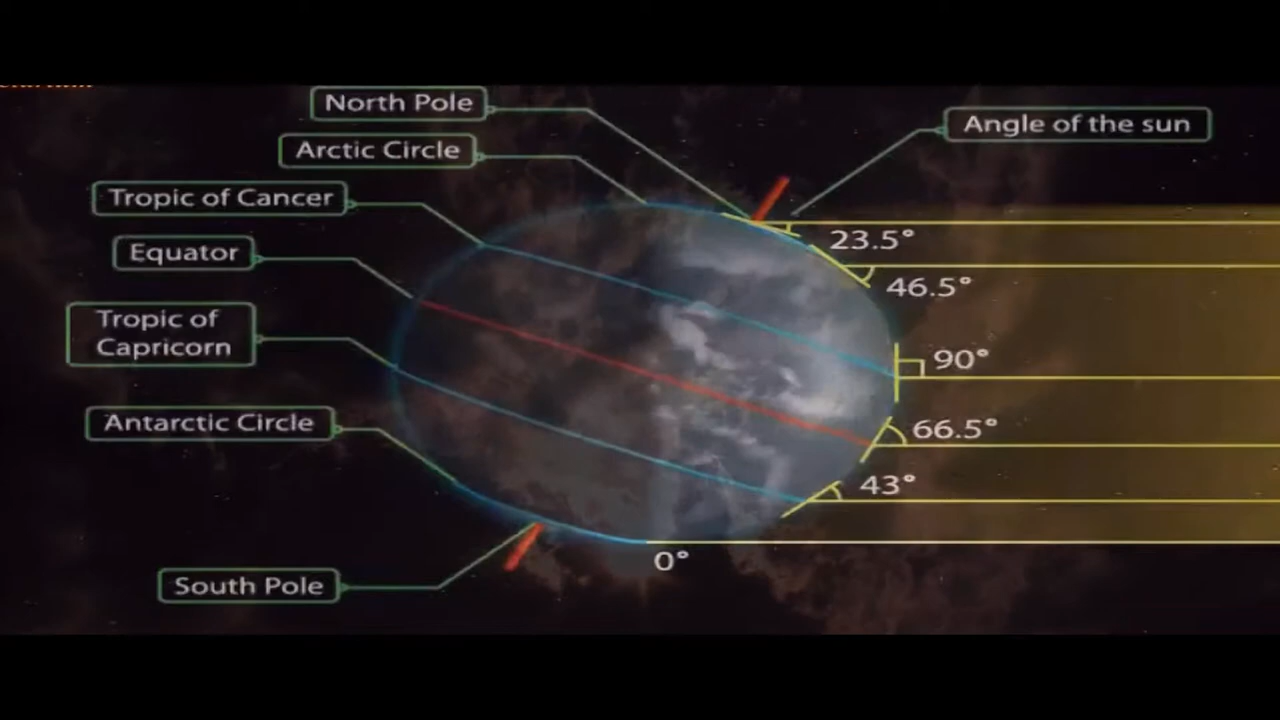 North Pole
Angle of the sun
Arctic Circle
Tropic of Cancer
23.5°
Equator
46.5°
Tropic of
Capricorn
90°
Antarctic Circle
66.5°
43°
0°
South Pole